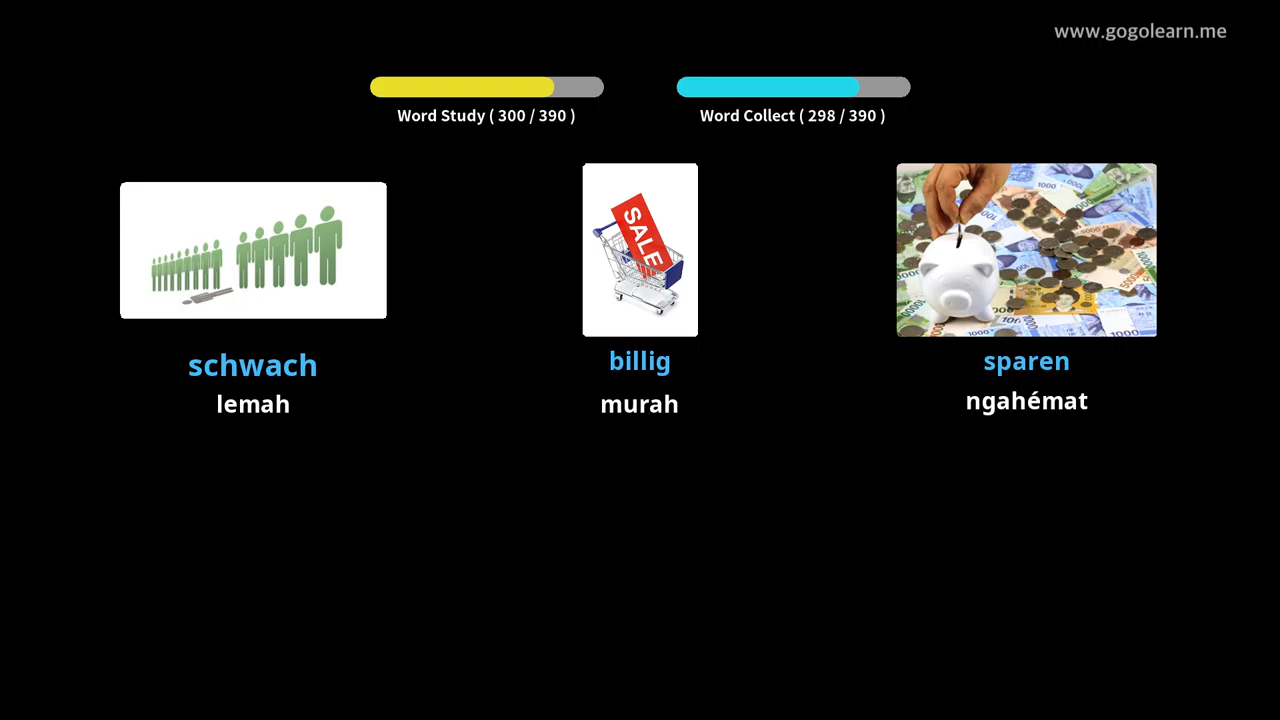 www.gogolearn.me
Word Study ( 300 / 390 )
Word Collect ( 298 / 390 )
SALE
schwach
billig
sparen
lemah
murah
ngahémat